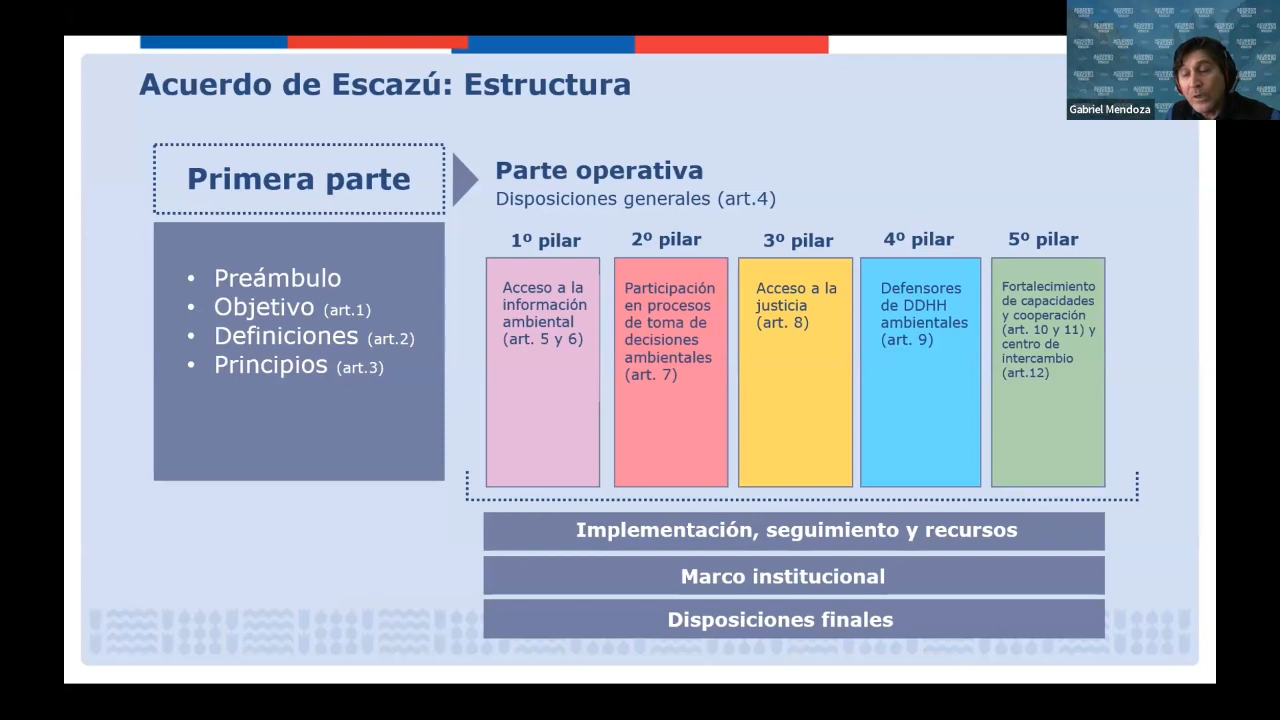 Acuerdo de Escazú: Estructura
Gabriel Mendoza
Primera parte
• Preámbulo
• Objetivo (art.1)
• Definiciones (art.2)
• Principios (art.3)
Parte operativa
Disposiciones generales (art.4)
1º pilar
Acceso a la
información
ambiental
(art. 5 y 6)
2º pilar
Participación
en procesos
de toma de
decisiones
ambientales
(art. 7)
3º pilar
Acceso a la
justicia
(art. 8)
4º pilar
Defensores
de DDHH
ambientales
(art. 9)
5º pilar
Fortalecimiento
de capacidades
y cooperación
(art. 10 y 11) y
centro de
intercambio
(art.12)
Implementación, seguimiento y recursos
Marco institucional
Disposiciones finales